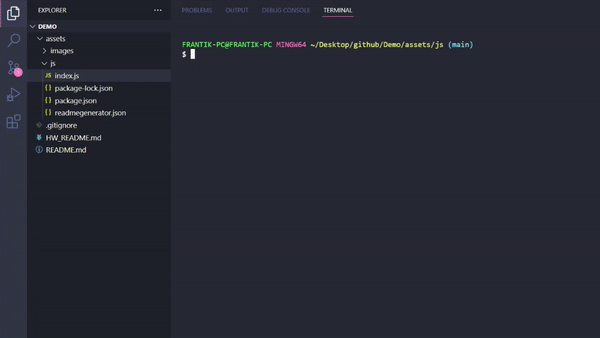 EXPLORER ...
DEMO
assets
images
js
JS index.js
{} package-lock.json
{} package.json
{} readmegenerator.json
.gitignore
HW_README.md
README.md
PROBLEMS OUTPUT DEBUG CONSOLE TERMINAL
FRANTIK-PC@FRANTIK-PC MINGW64 ~/Desktop/github/Demo/assets/js (main)
$
1